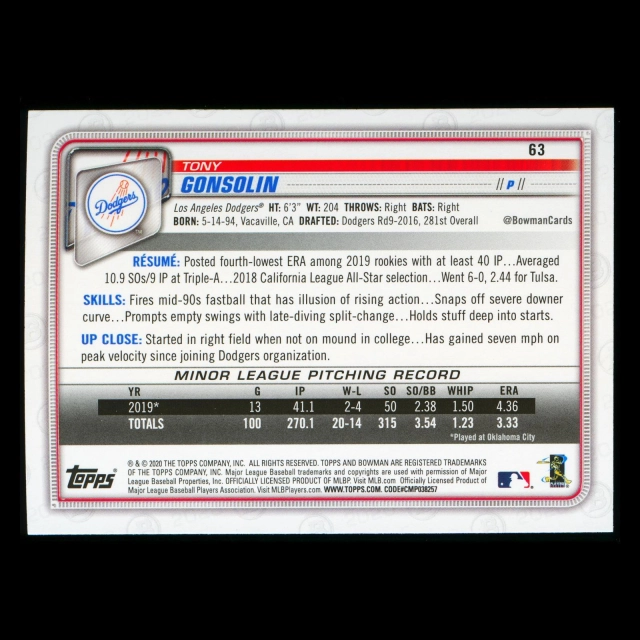 63
TONY
GONSOLIN
// P //
Dodgers
Los Angeles Dodgers® HT: 6'3" WT: 204 THROWS: Right BATS: Right
BORN: 5-14-94, Vacaville, CA DRAFTED: Dodgers Rd9-2016, 281st Overall
@BowmanCards
RÉSUMÉ: Posted fourth-lowest ERA among 2019 rookies with at least 40 IP...Averaged
10.9 SOs/9 IP at Triple-A...2018 California League All-Star selection...Went 6-0, 2.44 for Tulsa.
SKILLS: Fires mid-90s fastball that has illusion of rising action...Snaps off severe downer
curve...Prompts empty swings with late-diving split-change...Holds stuff deep into starts.
UP CLOSE: Started in right field when not on mound in college...Has gained seven mph on
peak velocity since joining Dodgers organization.
MINOR LEAGUE PITCHING RECORD
YR G IP W-L SO SO/BB WHIP ERA
2019* 13 41.1 2-4 50 2.38 1.50 4.36
TOTALS 100 270.1 20-14 315 3.54 1.23 3.33
*Played at Oklahoma City
Topps
® & © 2020 THE TOPPS COMPANY, INC. ALL RIGHTS RESERVED. TOPPS AND BOWMAN ARE REGISTERED TRADEMARKS
OF THE TOPPS COMPANY, INC. Major League Baseball trademarks and copyrights are used with permission of Major
League Baseball Properties, Inc. OFFICIALLY LICENSED PRODUCT OF MLBP. Visit MLB.com Officially Licensed Product of
Major League Baseball Players Association. Visit MLBPlayers.com WWW.TOPPS.COM. CODE#CMP038257